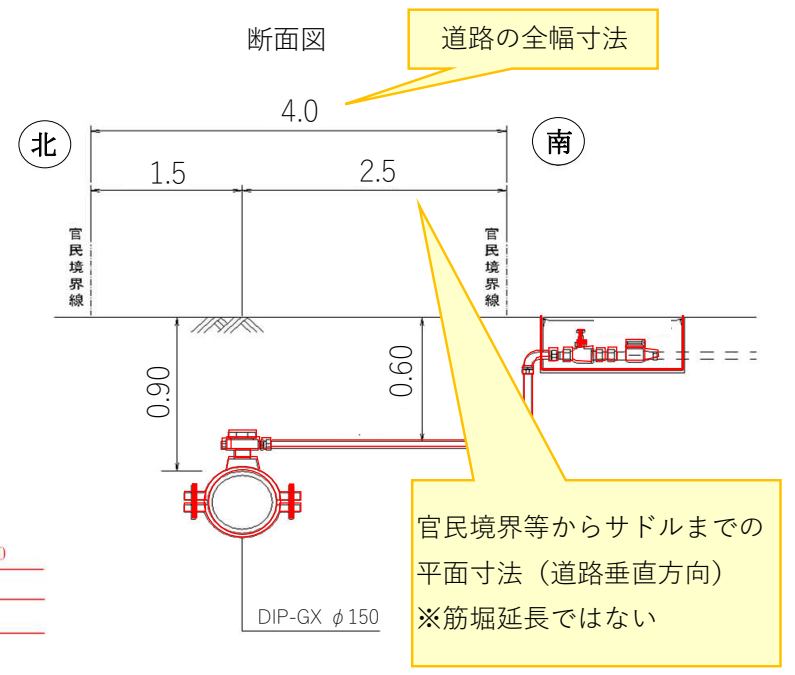 断面図
道路の全幅寸法
4.0
北
南
1.5
2.5
官民境界線
官民境界線
0.90
0.60
官民境界等からサドルまでの
平面寸法（道路垂直方向）
※筋堀延長ではない
DIP-GX φ150